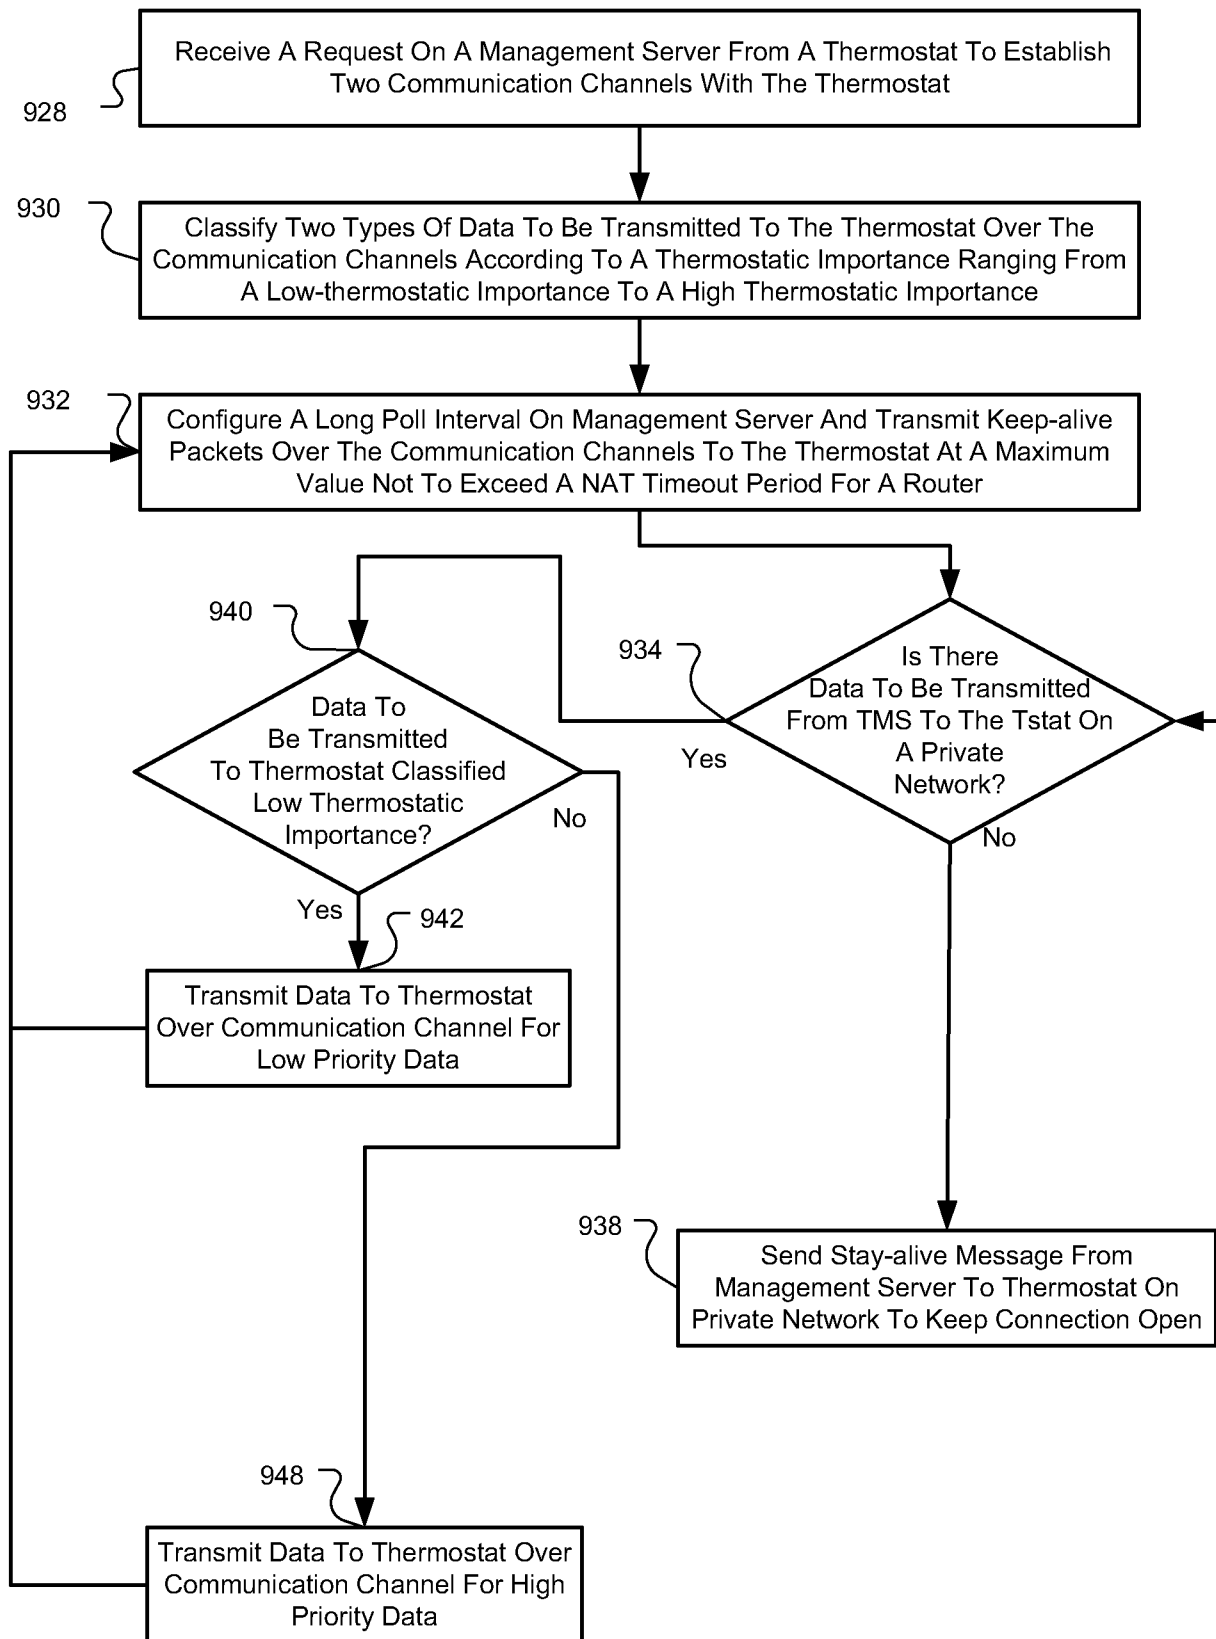 Receive A Request On A Management Server From A Thermostat To Establish
Two Communication Channels With The Thermostat
928
930
Classify Two Types Of Data To Be Transmitted To The Thermostat Over The
Communication Channels According To A Thermostatic Importance Ranging From
A Low-thermostatic Importance To A High Thermostatic Importance
932
Configure A Long Poll Interval On Management Server And Transmit Keep-alive
Packets Over The Communication Channels To The Thermostat At A Maximum
Value Not To Exceed A NAT Timeout Period For A Router
934
Is There
Data To Be Transmitted
From TMS To The Tstat On
A Private
Network?
Yes
No
940
Data To
Be Transmitted
To Thermostat Classified
Low Thermostatic
Importance?
No
Yes
942
Transmit Data To Thermostat
Over Communication Channel For
Low Priority Data
938
Send Stay-alive Message From
Management Server To Thermostat On
Private Network To Keep Connection Open
948
Transmit Data To Thermostat Over
Communication Channel For High
Priority Data